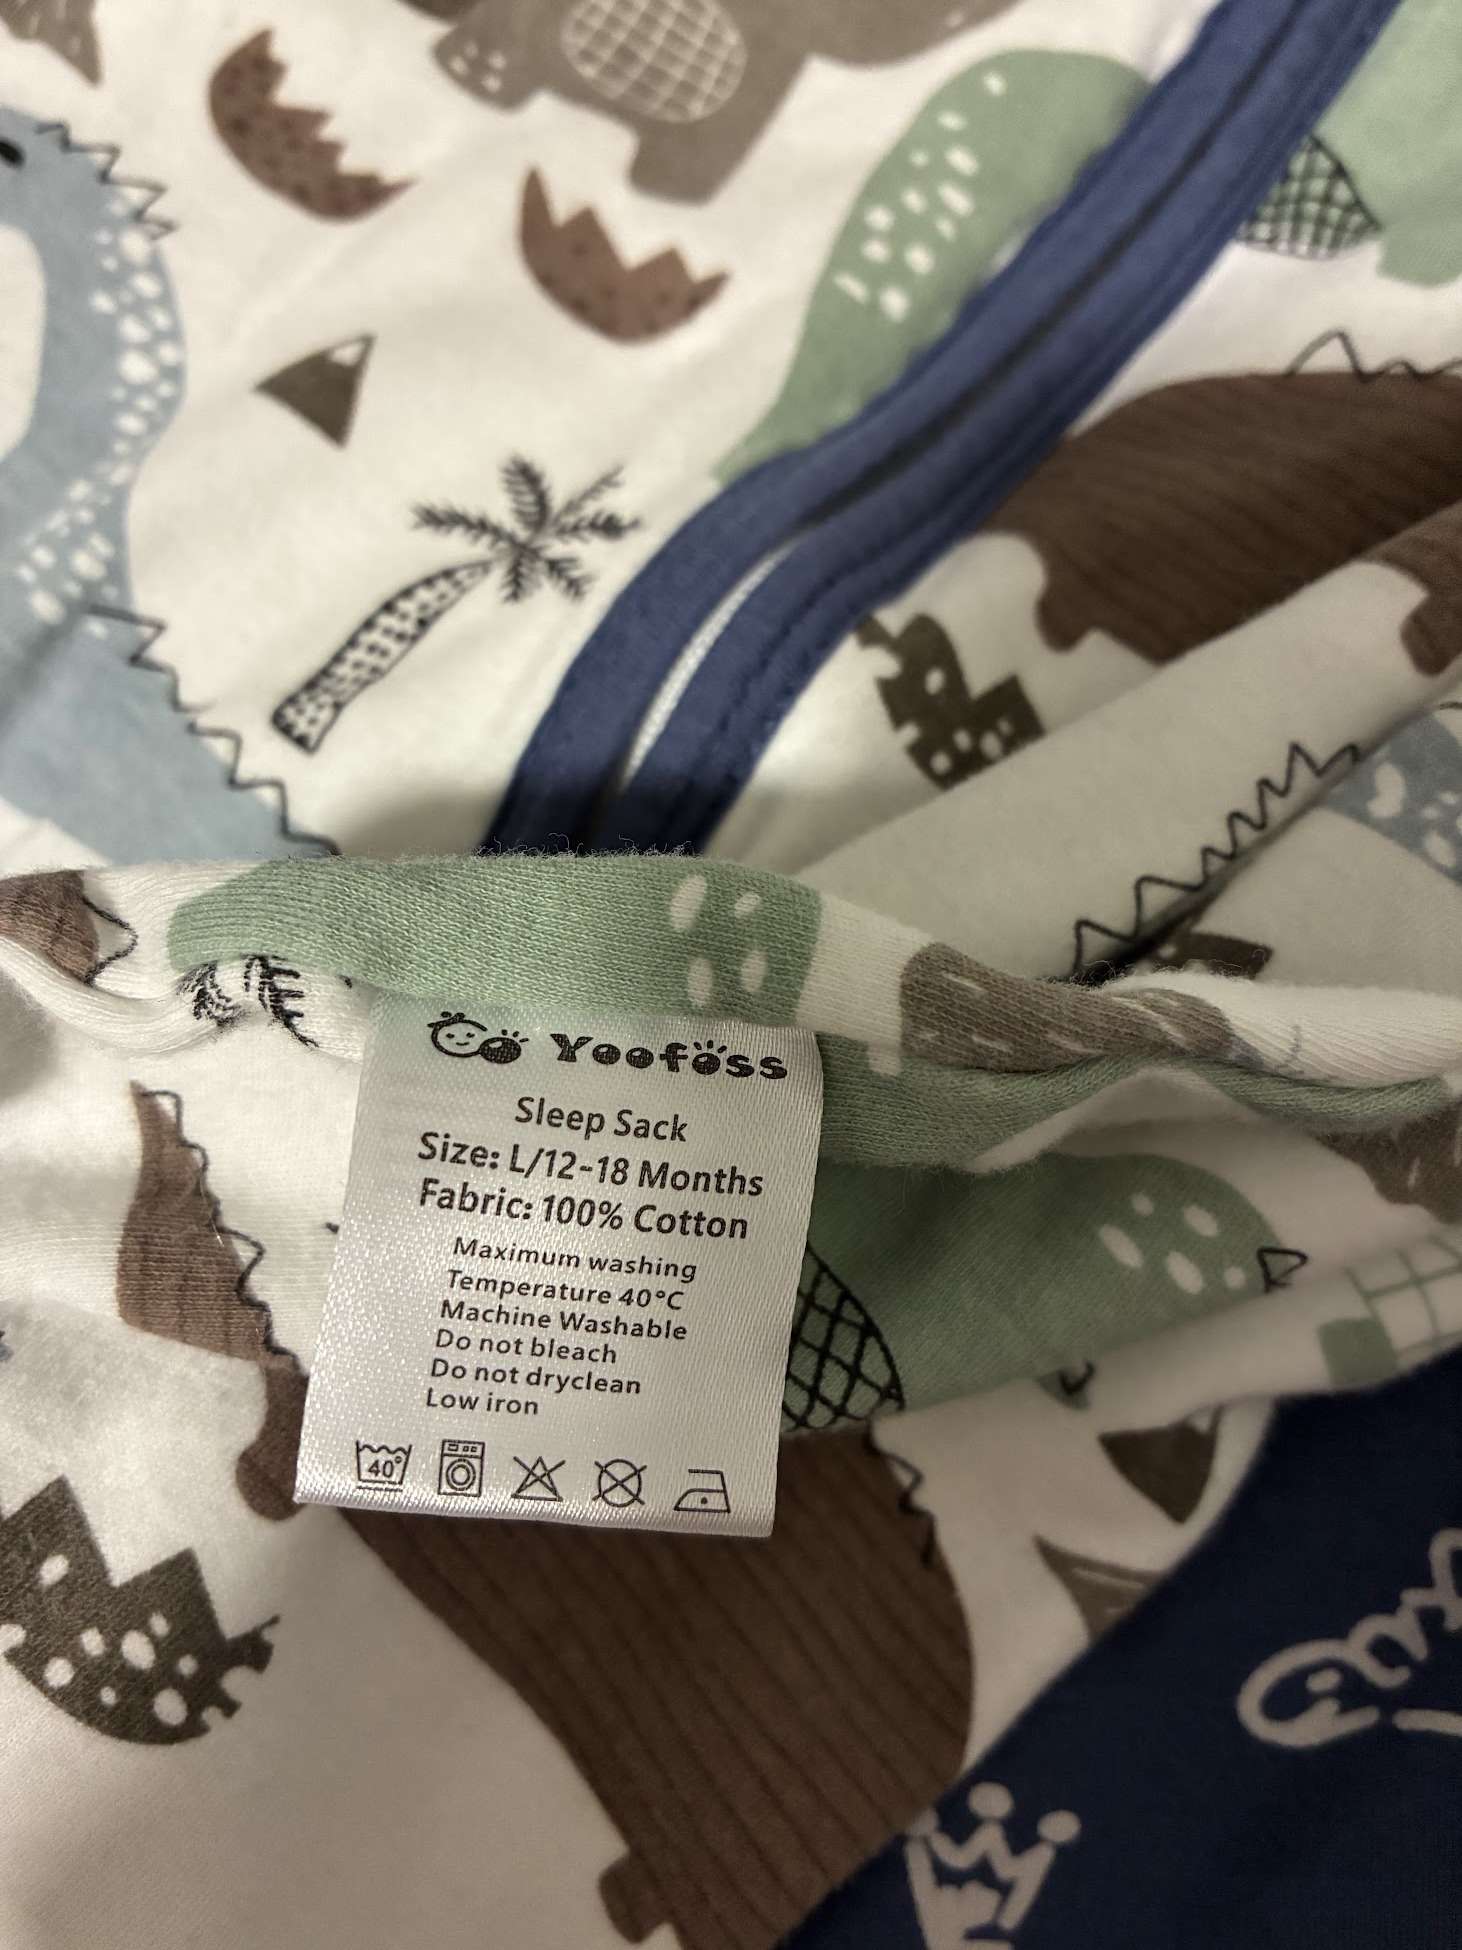 Yoofoss
Sleep Sack
Size: L/12-18 Months
Fabric: 100% Cotton
Maximum washing
Temperature 40°C
Machine Washable
Do not bleach
Do not dryclean
Low iron
40°